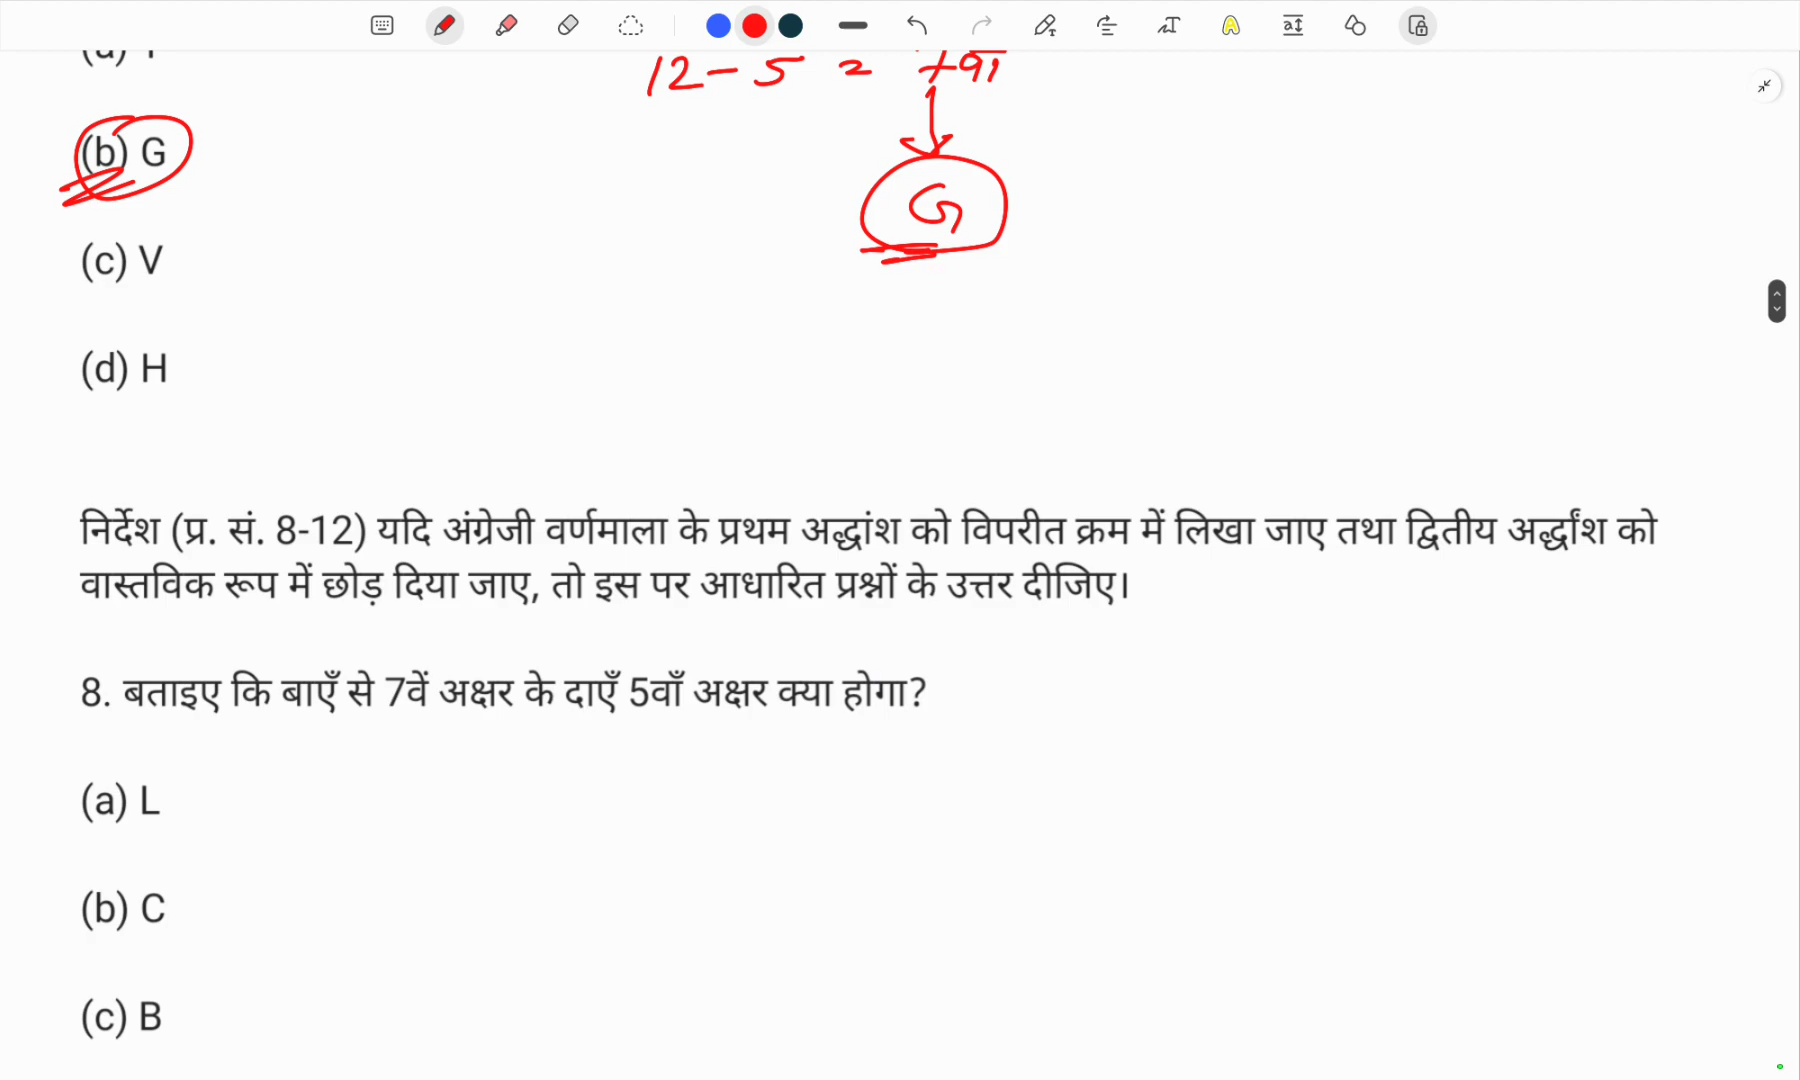 12 - 5 =
(b) G
G
(c) V
(d) H
निर्देश (प्र. सं. 8-12) यदि अंग्रेजी वर्णमाला के प्रथम अर्द्धांश को विपरीत क्रम में लिखा जाए तथा द्वितीय अर्द्धांश को
वास्तविक रूप में छोड़ दिया जाए, तो इस पर आधारित प्रश्नों के उत्तर दीजिए।
8. बताइए कि बाएँ से 7वें अक्षर के दाएँ 5वाँ अक्षर क्या होगा?
(a) L
(b) C
(c) B